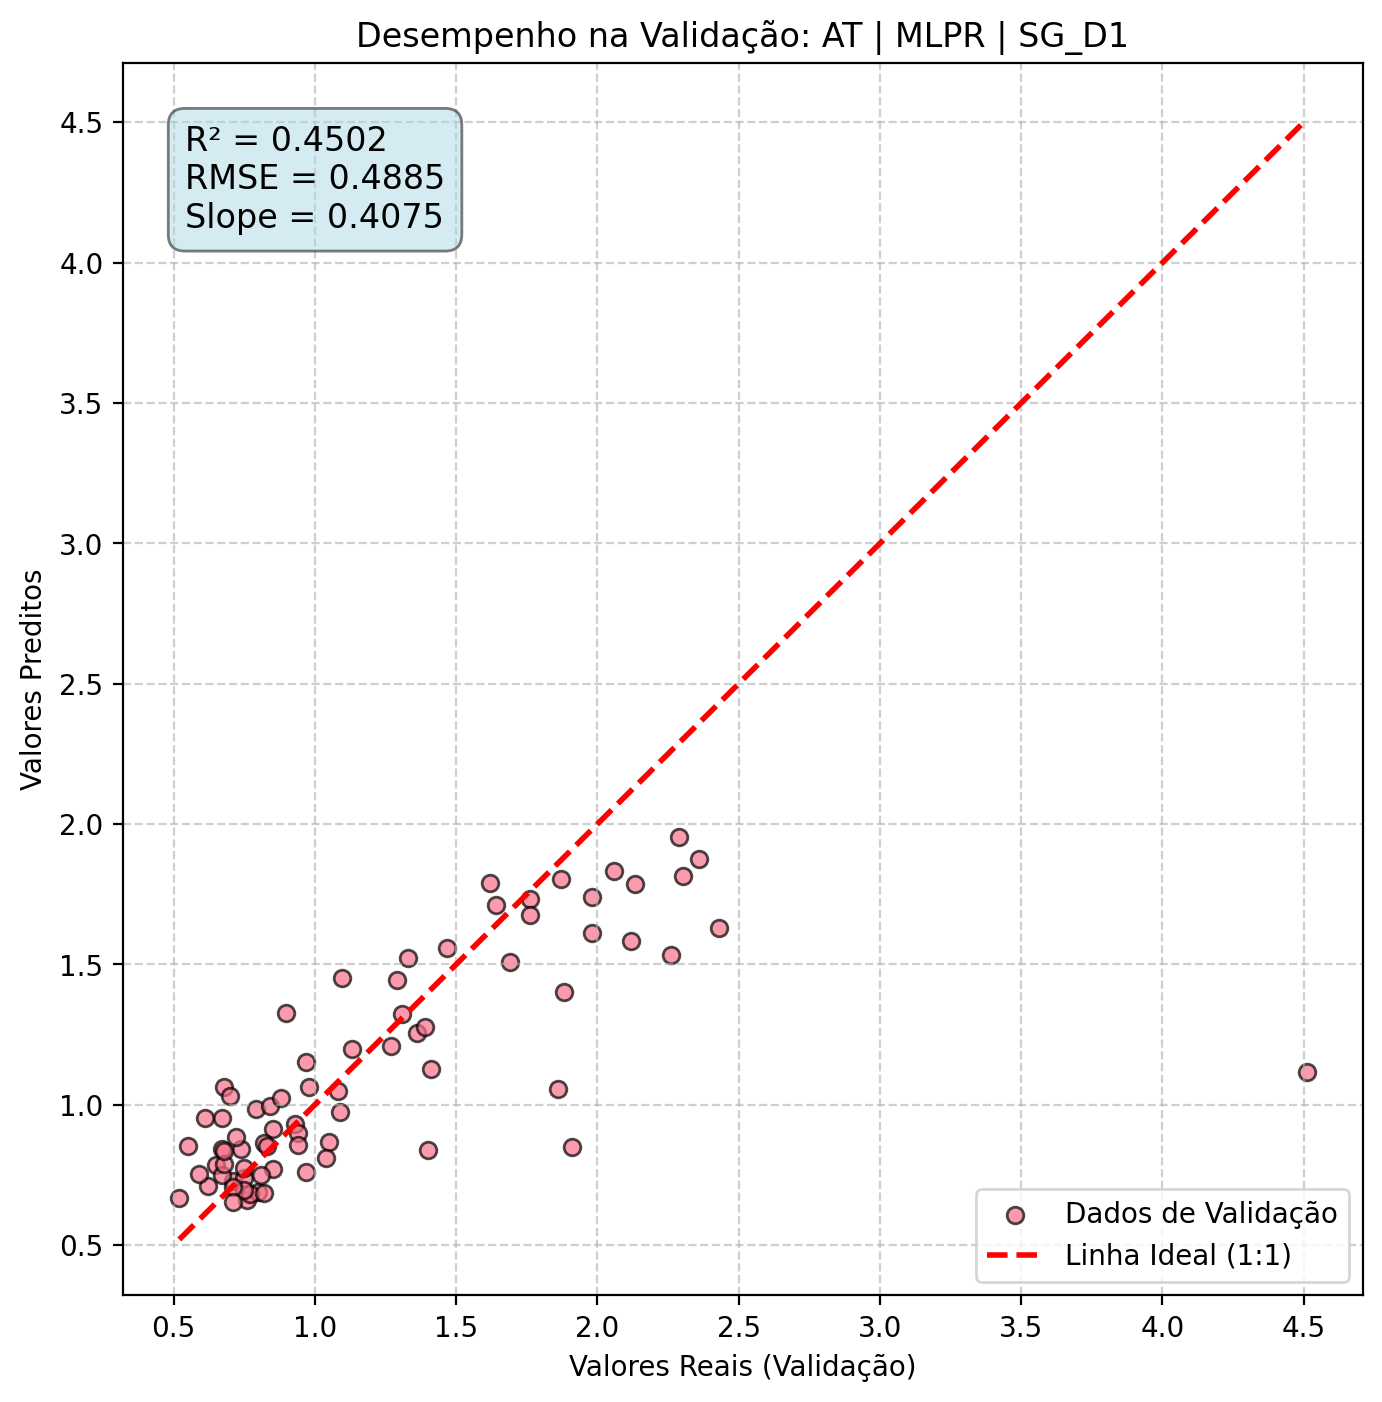 Desempenho na Validação: AT | MLPR | SG_D1
R² = 0.4502
RMSE = 0.4885
Slope = 0.4075
Valores Preditos
4.5
4.0
3.5
3.0
2.5
2.0
1.5
1.0
0.5
Dados de Validação
Linha Ideal (1:1)
0.5 1.0 1.5 2.0 2.5 3.0 3.5 4.0 4.5
Valores Reais (Validação)